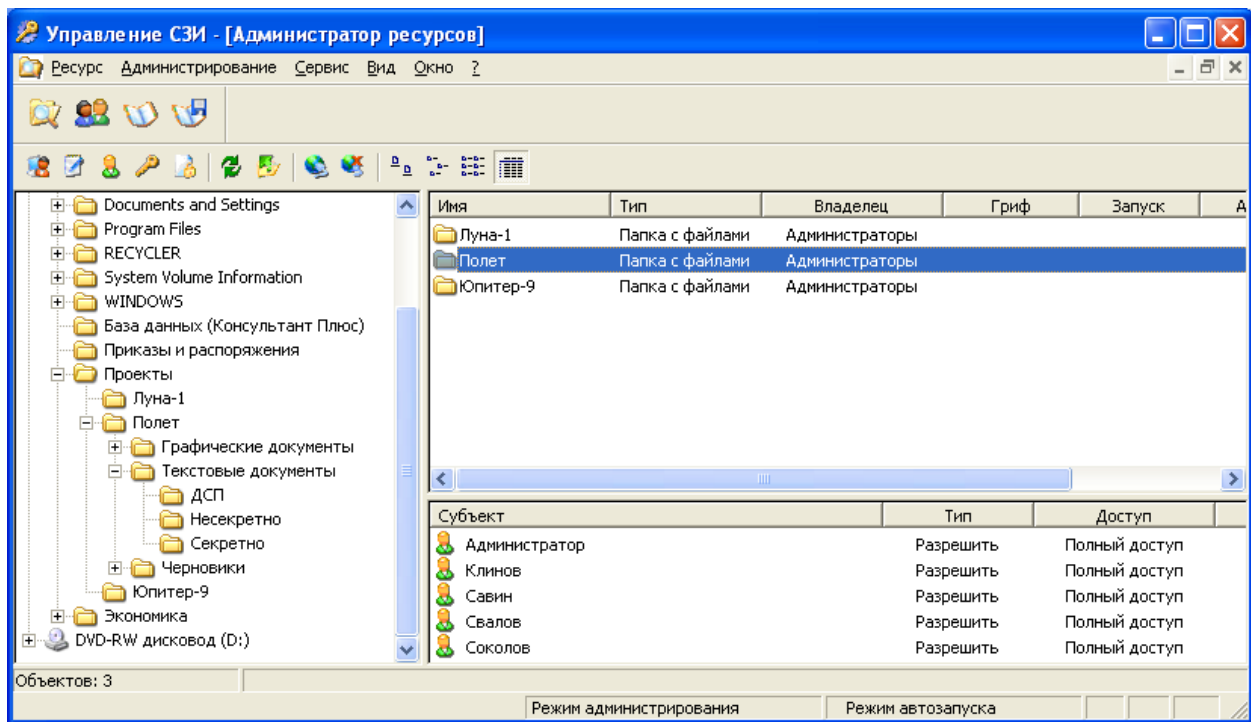 Управление СЗИ - [Администратор ресурсов]
Ресурс Администрирование Сервис Вид Окно ?
Documents and Settings
Program Files
RECYCLER
System Volume Information
WINDOWS
База данных (Консультант Плюс)
Приказы и распоряжения
Проекты
Луна-1
Полет
Графические документы
Текстовые документы
ДСП
Несекретно
Секретно
Черновики
Юпитер-9
Экономика
DVD-RW дисковод (D:)
Имя Тип Владелец Гриф Запуск А
Луна-1 Папка с файлами Администраторы
Полет Папка с файлами Администраторы
Юпитер-9 Папка с файлами Администраторы
Субъект Тип Доступ
Администратор Разрешить Полный доступ
Клинов Разрешить Полный доступ
Савин Разрешить Полный доступ
Свалов Разрешить Полный доступ
Соколов Разрешить Полный доступ
Объектов: 3
Режим администрирования Режим автозапуска